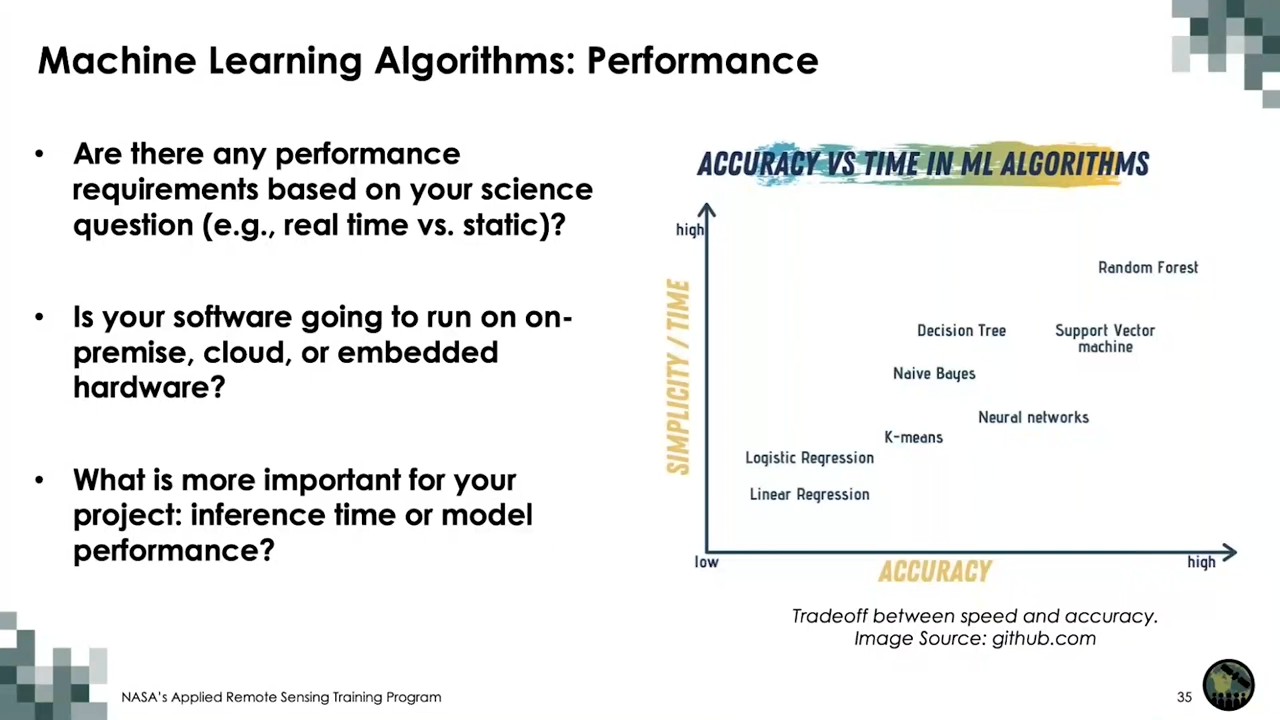 Machine Learning Algorithms: Performance
• Are there any performance
requirements based on your science
question (e.g., real time vs. static)?
• Is your software going to run on on-
premise, cloud, or embedded
hardware?
• What is more important for your
project: inference time or model
performance?
ACCURACY VS TIME IN ML ALGORITHMS
high
SIMPLICITY / TIME
Random Forest
Decision Tree
Support Vector
machine
Naive Bayes
Neural networks
K-means
Logistic Regression
Linear Regression
low
high
ACCURACY
Tradeoff between speed and accuracy.
Image Source: github.com
NASA's Applied Remote Sensing Training Program
35